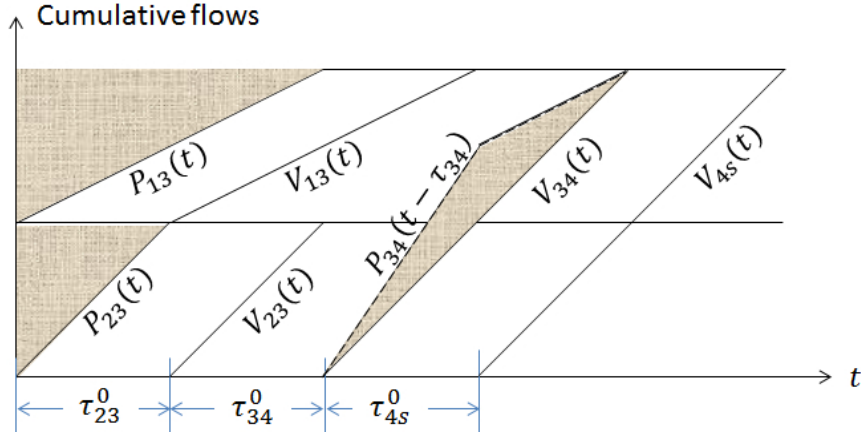 Cumulative flows
P₁₃(t)
V₁₃(t)
P₃₄(t − τ₃₄)
V₃₄(t)
V₄ₛ(t)
P₂₃(t)
V₂₃(t)
t
τ⁰₂₃
τ⁰₃₄
τ⁰₄ₛ